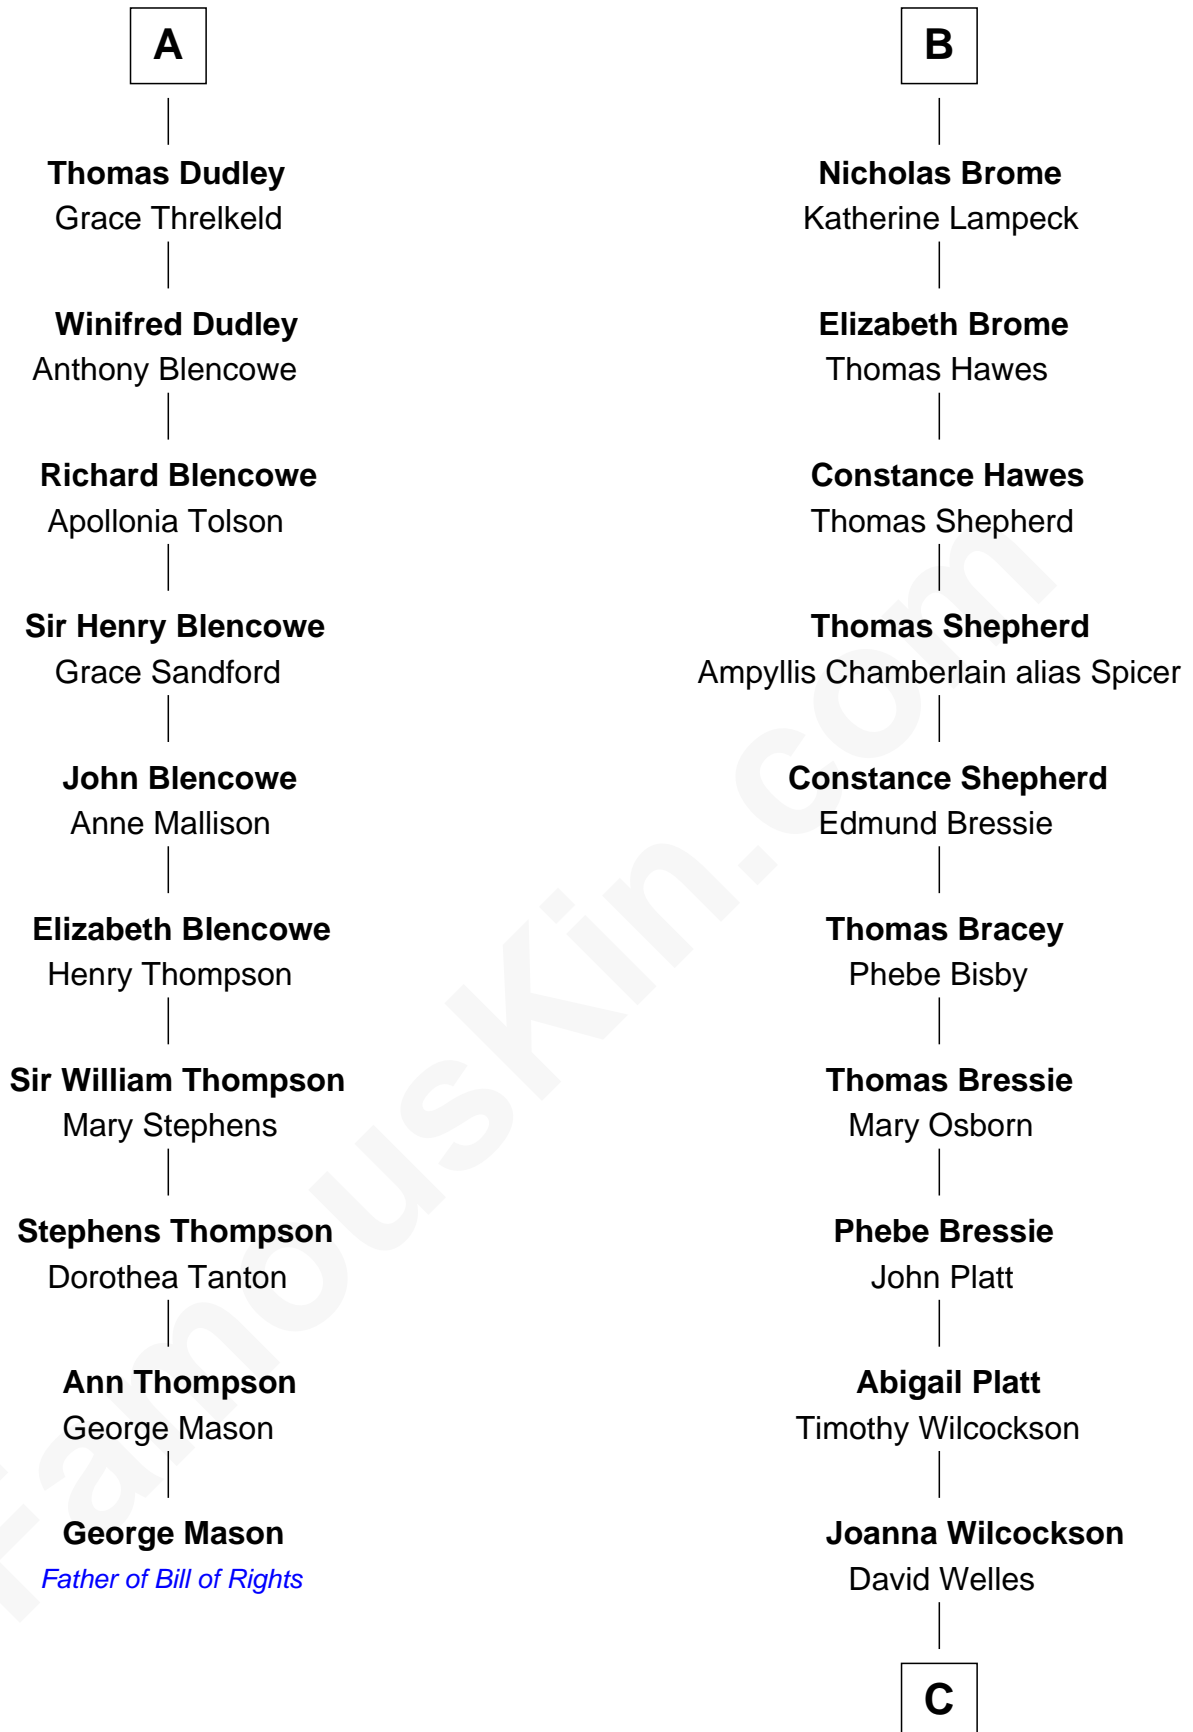 A
Thomas Dudley
Grace Threlkeld
Winifred Dudley
Anthony Blencowe
Richard Blencowe
Apollonia Tolson
Sir Henry Blencowe
Grace Sandford
John Blencowe
Anne Mallison
Elizabeth Blencowe
Henry Thompson
Sir William Thompson
Mary Stephens
Stephens Thompson
Dorothea Tanton
Ann Thompson
George Mason
George Mason
Father of Bill of Rights
B
Nicholas Brome
Katherine Lampeck
Elizabeth Brome
Thomas Hawes
Constance Hawes
Thomas Shepherd
Thomas Shepherd
Ampyllis Chamberlain alias Spicer
Constance Shepherd
Edmund Bressie
Thomas Bracey
Phebe Bisby
Thomas Bressie
Mary Osborn
Phebe Bressie
John Platt
Abigail Platt
Timothy Wilcockson
Joanna Wilcockson
David Welles
C
FamousKin.com